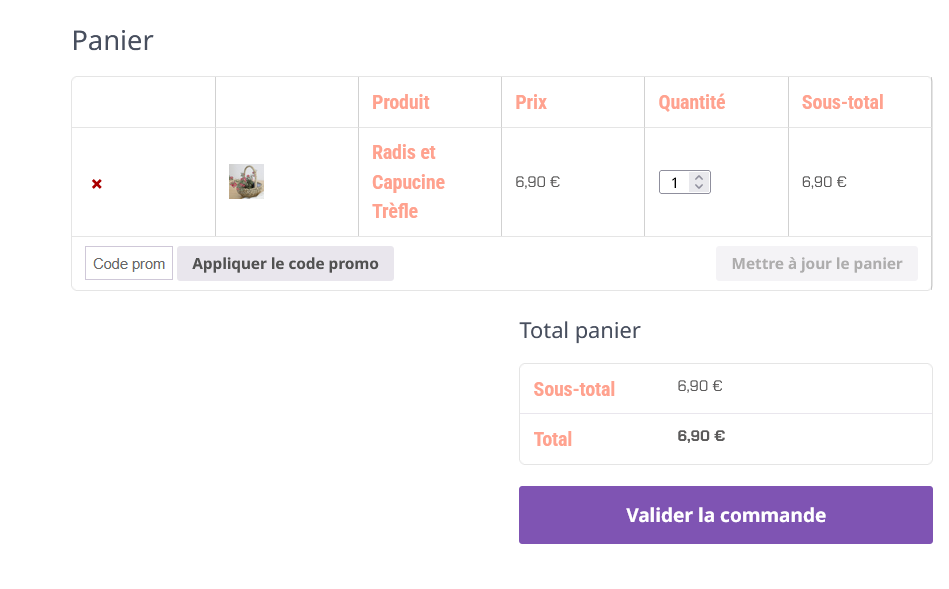 Panier
Produit Prix Quantité Sous-total
Radis et
Capucine
Trèfle
6,90 € 1 6,90 €
Code prom Appliquer le code promo Mettre à jour le panier
Total panier
Sous-total 6,90 €
Total 6,90 €
Valider la commande